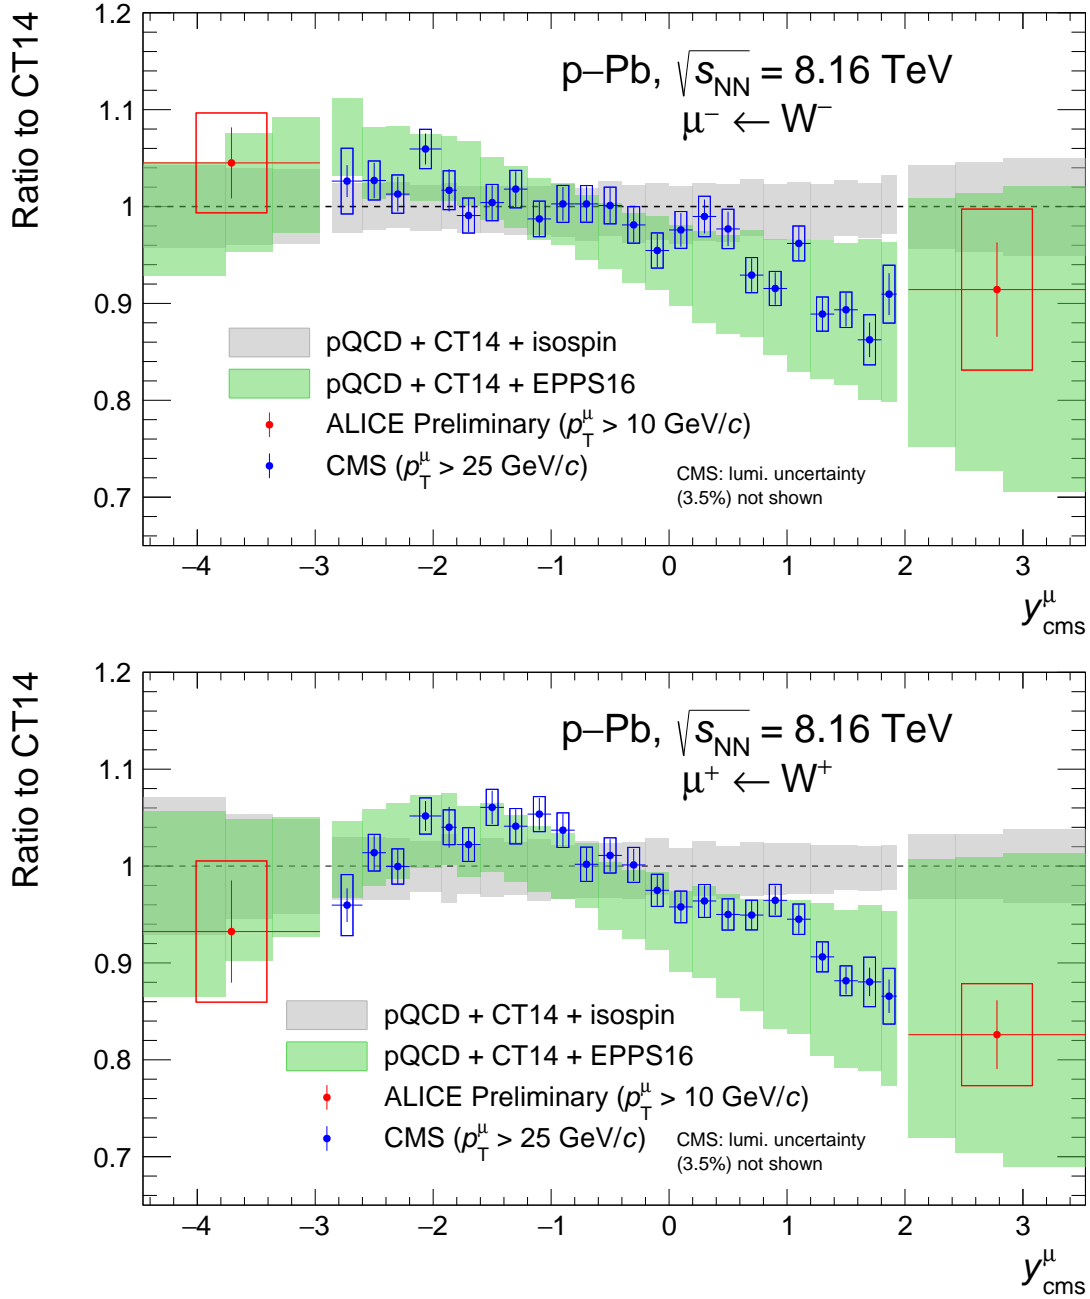 Ratio to CT14
1.2
1.1
1
0.9
0.8
0.7
p–Pb, √sNN = 8.16 TeV
μ− ← W−
pQCD + CT14 + isospin
pQCD + CT14 + EPPS16
ALICE Preliminary (pTμ > 10 GeV/c)
CMS (pTμ > 25 GeV/c)
CMS: lumi. uncertainty
(3.5%) not shown
−4 −3 −2 −1 0 1 2 3
yμcms
Ratio to CT14
1.2
1.1
1
0.9
0.8
0.7
p–Pb, √sNN = 8.16 TeV
μ+ ← W+
pQCD + CT14 + isospin
pQCD + CT14 + EPPS16
ALICE Preliminary (pTμ > 10 GeV/c)
CMS (pTμ > 25 GeV/c)
CMS: lumi. uncertainty
(3.5%) not shown
−4 −3 −2 −1 0 1 2 3
yμcms